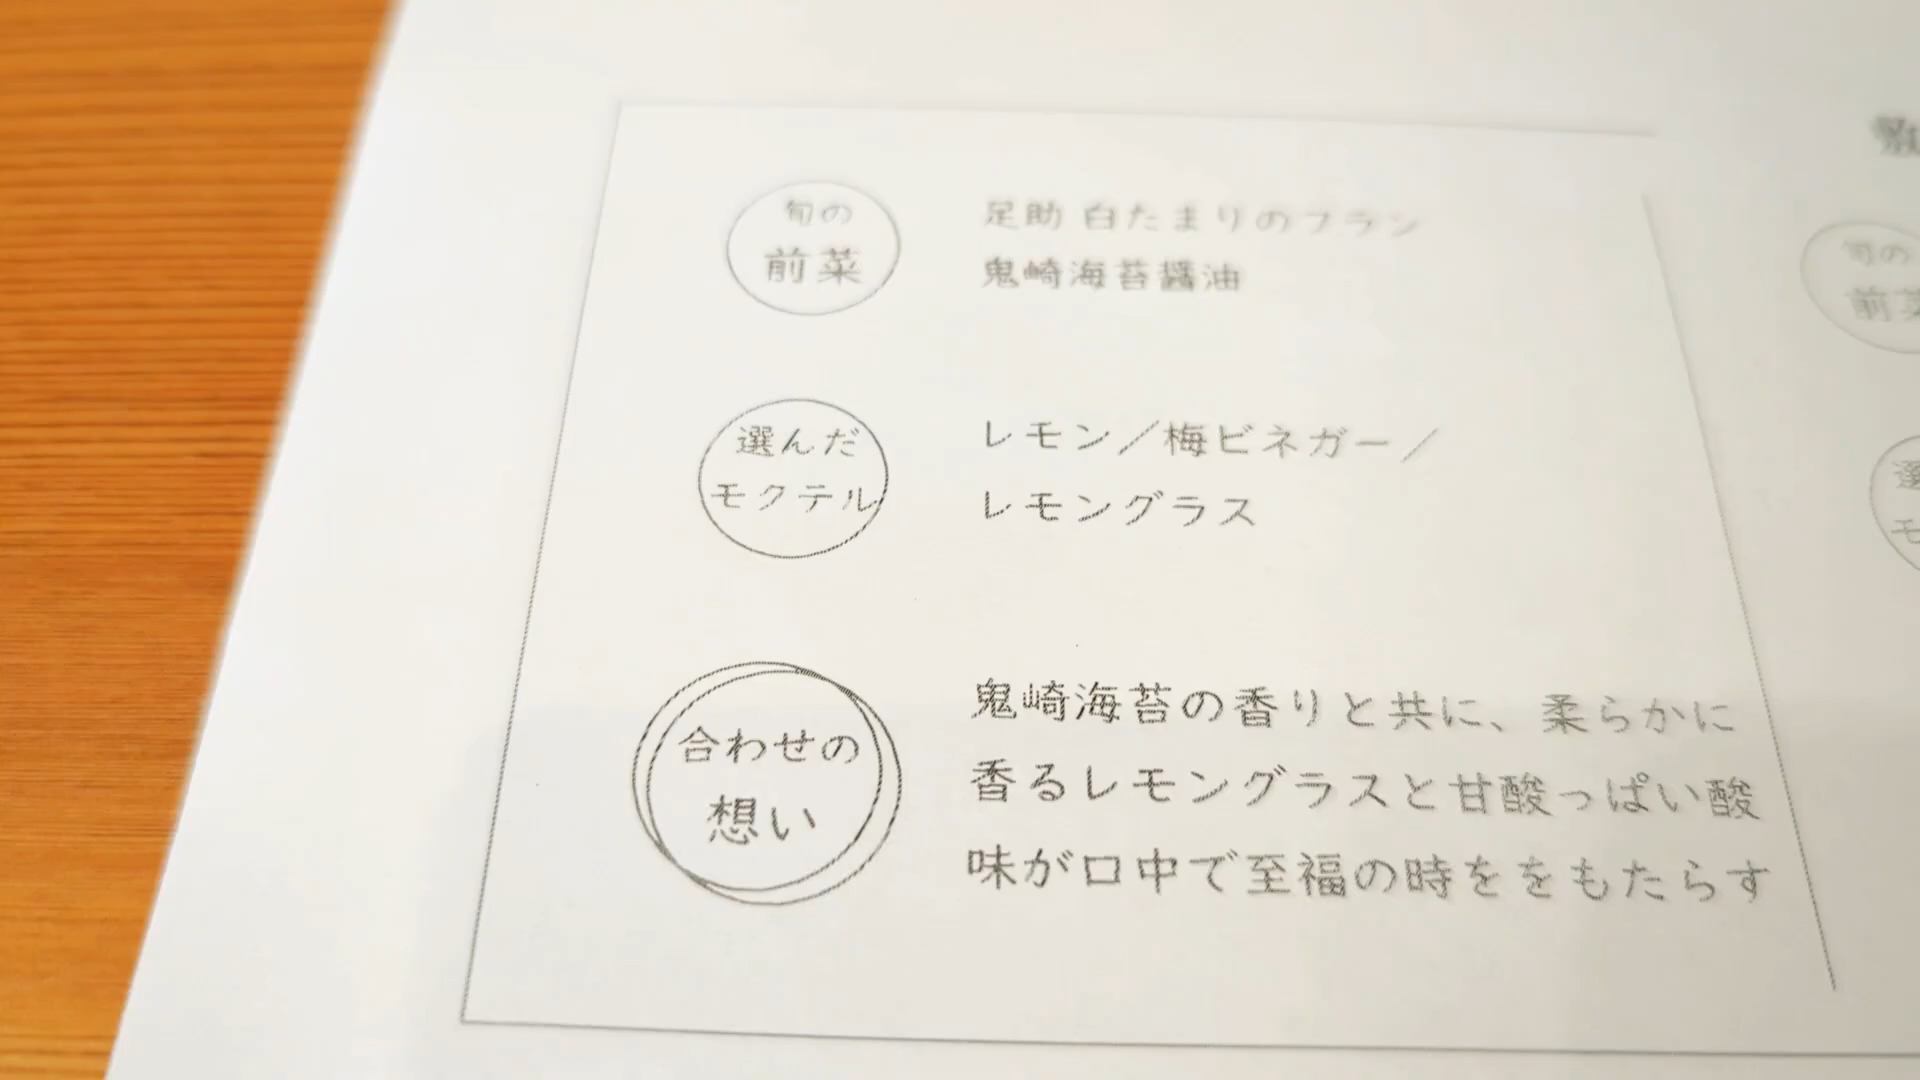 旬の
前菜
足助 白たまりのフラン
鬼崎海苔醤油
選んだ
モクテル
レモン／梅ビネガー／
レモングラス
合わせの
想い
鬼崎海苔の香りと共に、柔らかに
香るレモングラスと甘酸っぱい酸
味が口中で至福の時ををもたらす
旬の
前菜
選
モ